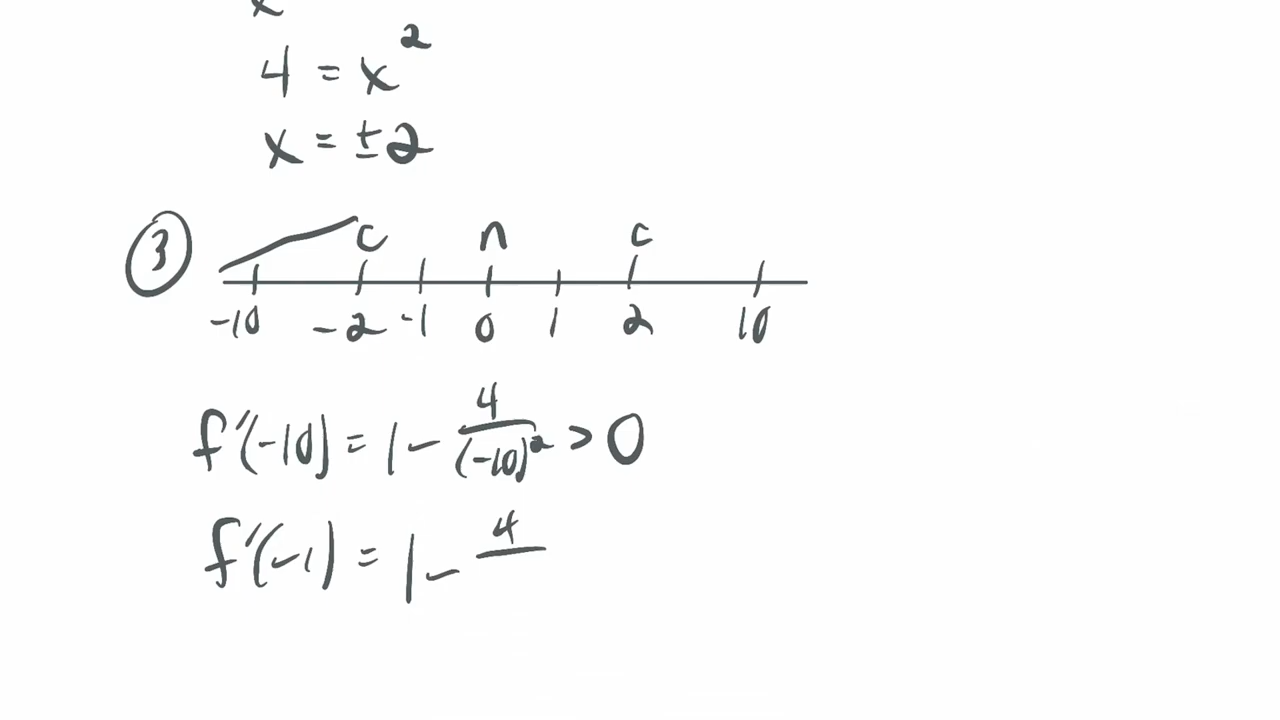 x
4 = x²
x = ±2
③ c n c
-10 -2 -1 0 1 2 10
f'(-10) = 1 - 4/(-10)² > 0
f'(-1) = 1 - 4/